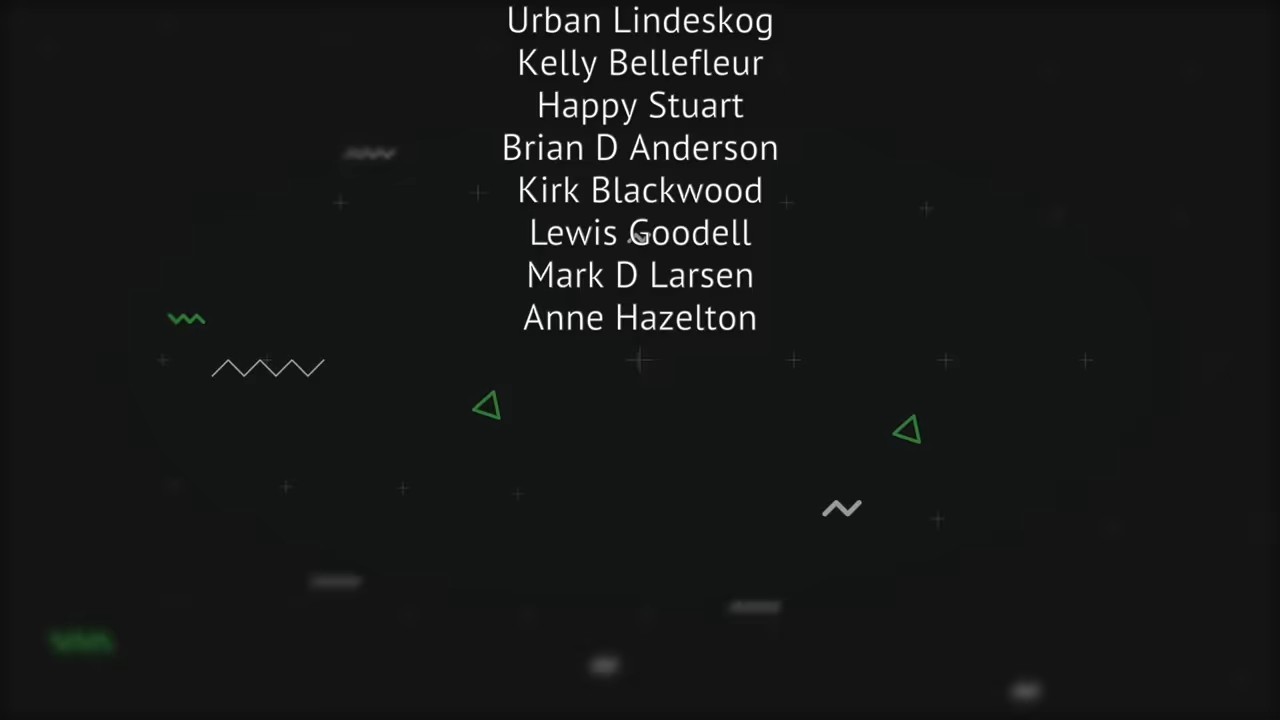 Urban Lindeskog
Kelly Bellefleur
Happy Stuart
Brian D Anderson
Kirk Blackwood
Lewis Goodell
Mark D Larsen
Anne Hazelton